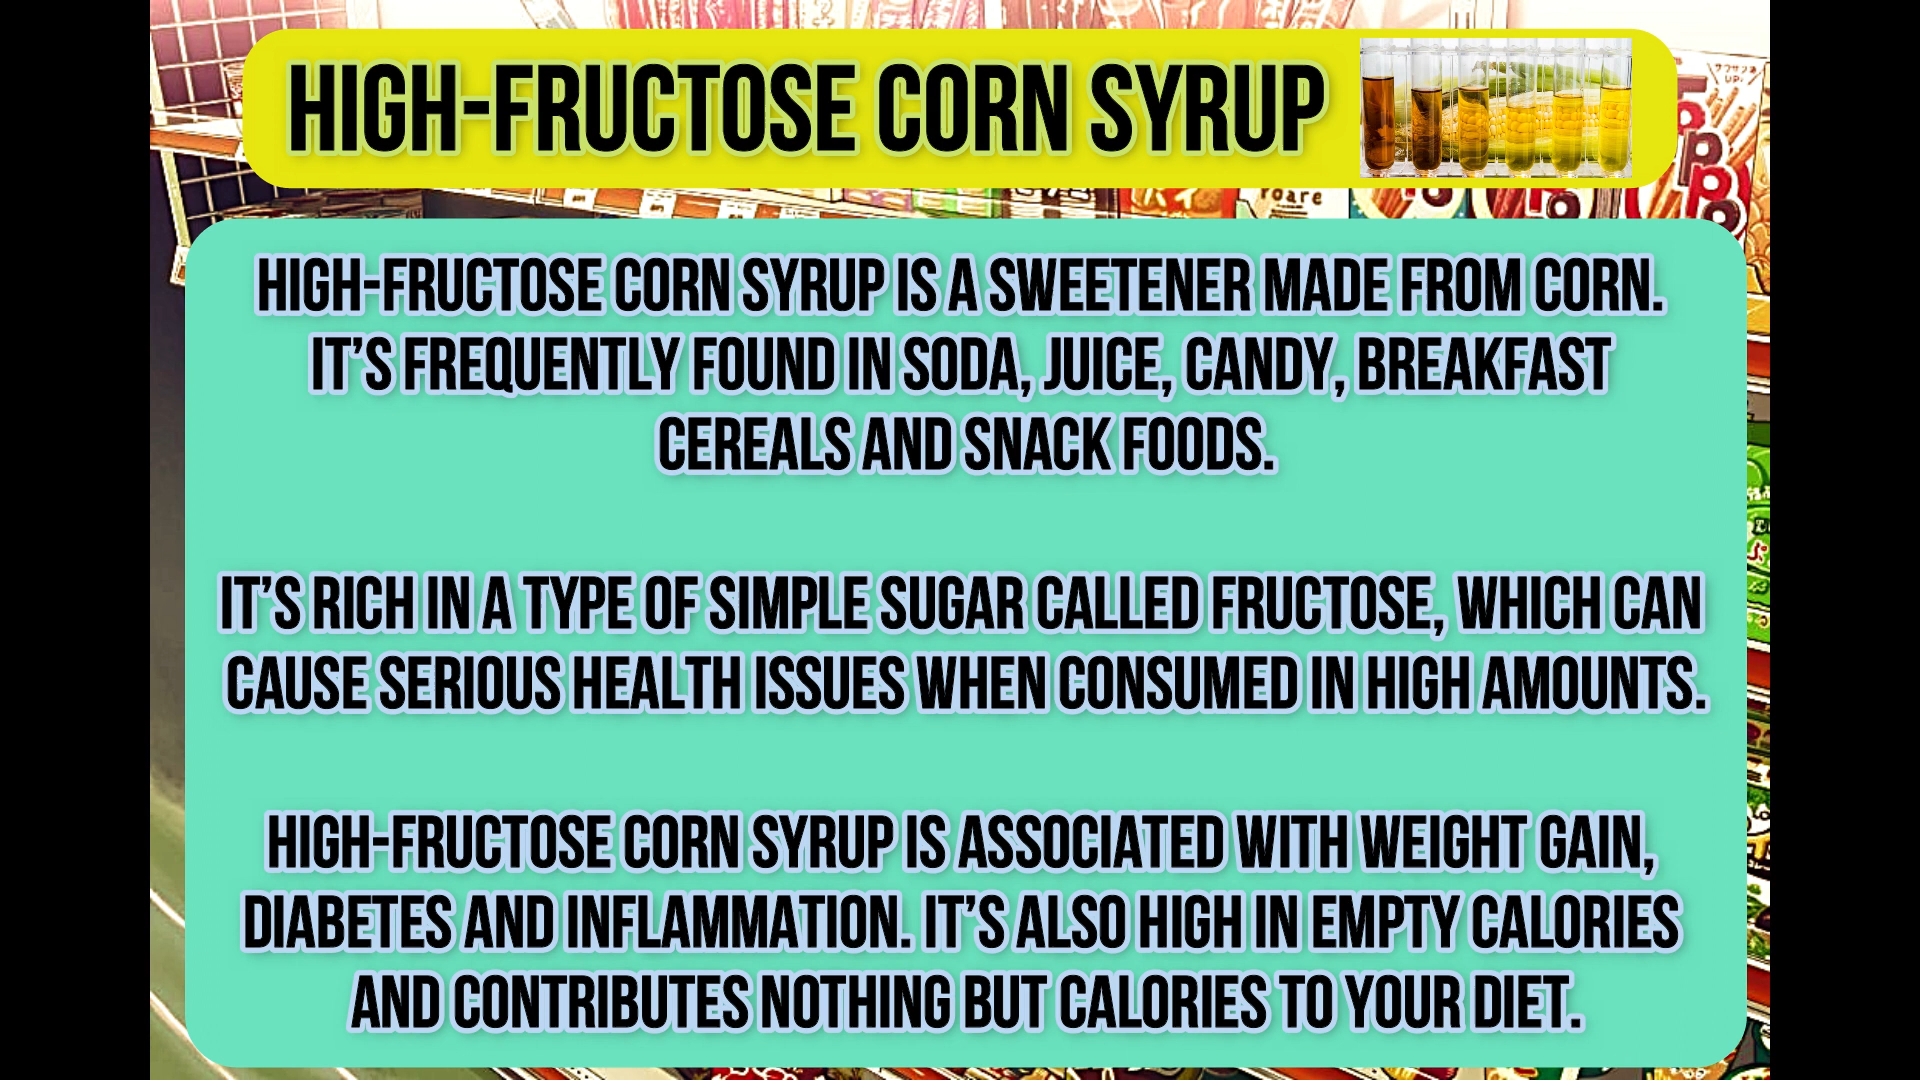 HIGH-FRUCTOSE CORN SYRUP
roare
HIGH-FRUCTOSE CORN SYRUP IS A SWEETENER MADE FROM CORN.
IT'S FREQUENTLY FOUND IN SODA, JUICE, CANDY, BREAKFAST
CEREALS AND SNACK FOODS.
IT'S RICH IN A TYPE OF SIMPLE SUGAR CALLED FRUCTOSE, WHICH CAN
CAUSE SERIOUS HEALTH ISSUES WHEN CONSUMED IN HIGH AMOUNTS.
HIGH-FRUCTOSE CORN SYRUP IS ASSOCIATED WITH WEIGHT GAIN,
DIABETES AND INFLAMMATION. IT'S ALSO HIGH IN EMPTY CALORIES
AND CONTRIBUTES NOTHING BUT CALORIES TO YOUR DIET.